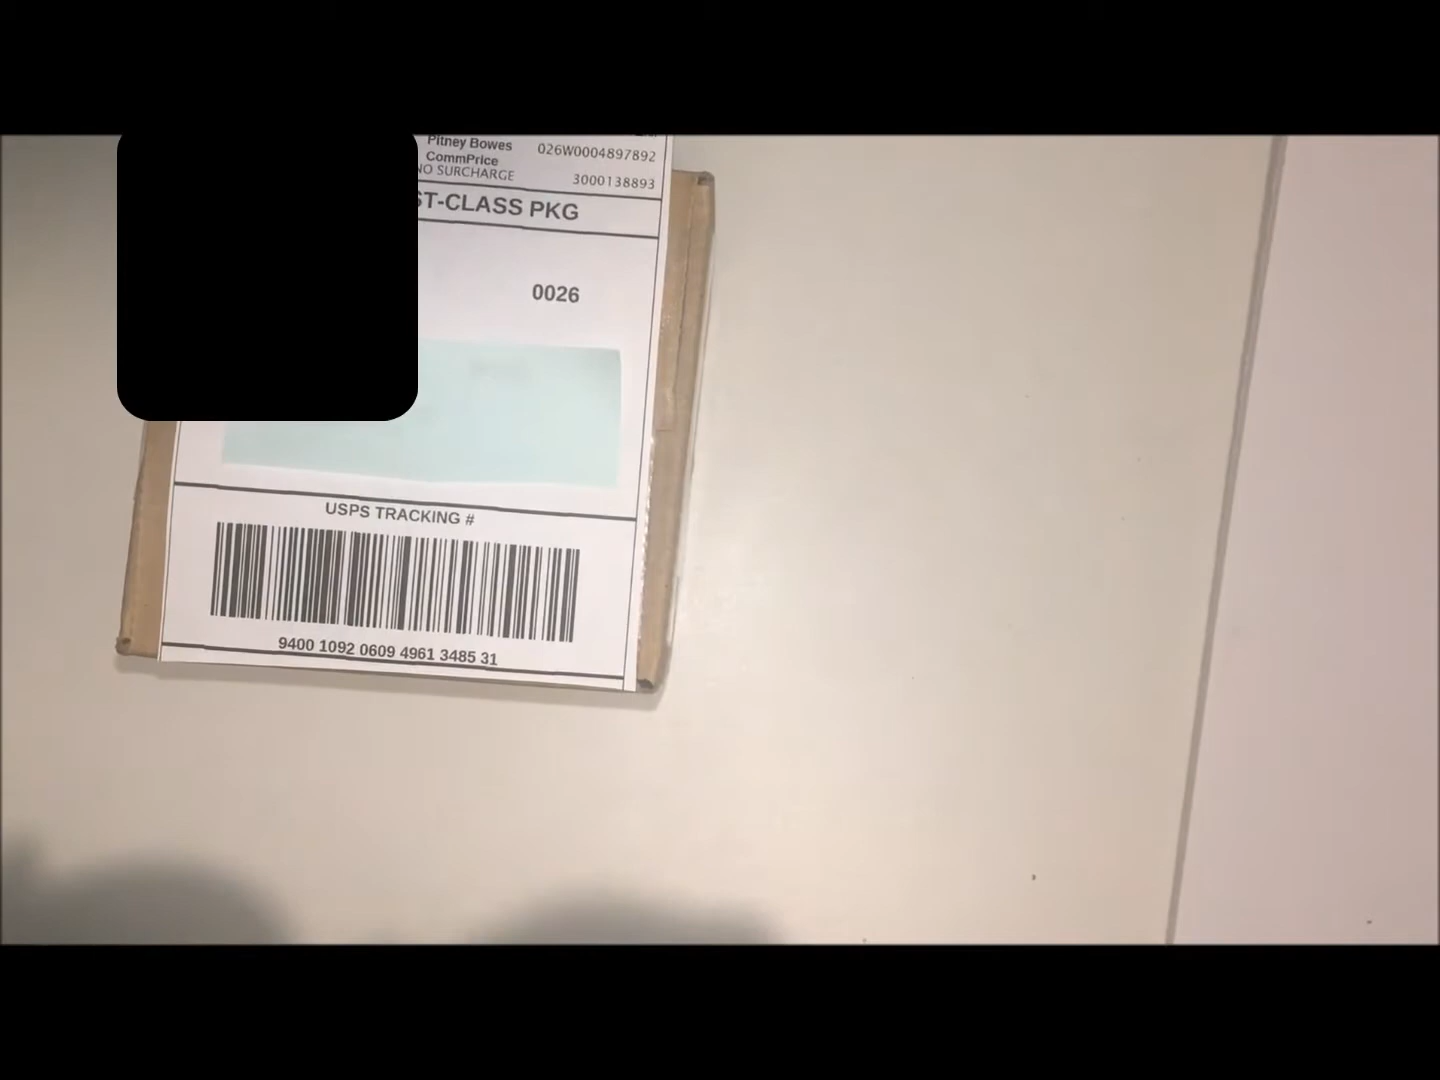 Pitney Bowes
026W0004897892
CommPrice
NO SURCHARGE
3000138893
ST-CLASS PKG
0026
USPS TRACKING #
9400 1092 0609 4961 3485 31